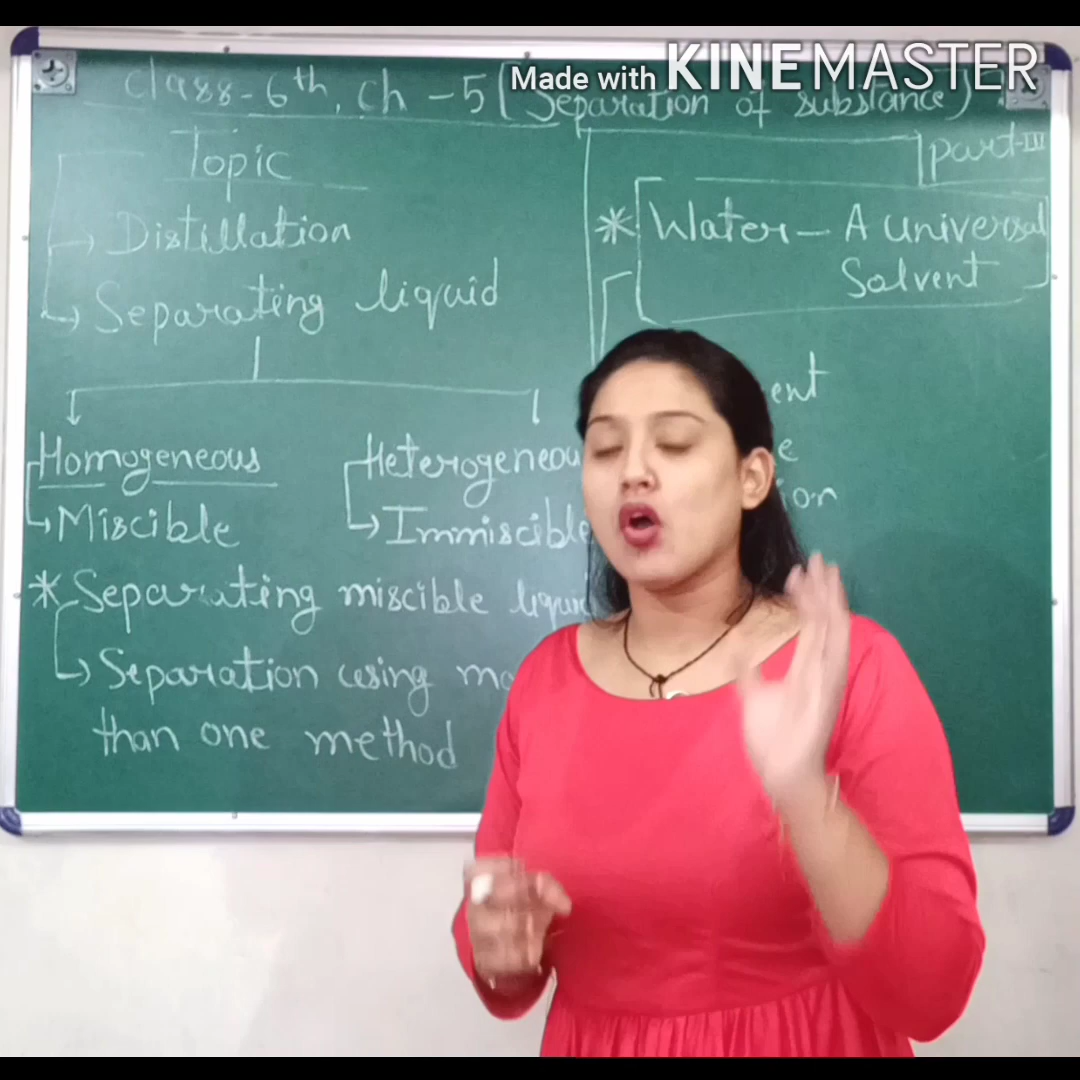 Made with KINEMASTER
Class-6th, Ch-5 (Separation of substance)
Part-III
Topic
→ Distillation
→ Separating liquid
Homogeneous
→ Miscible
Heterogeneous
→ Immiscible
* Separating miscible liquid
→ Separation using
than one method
* Water - A universal
Solvent